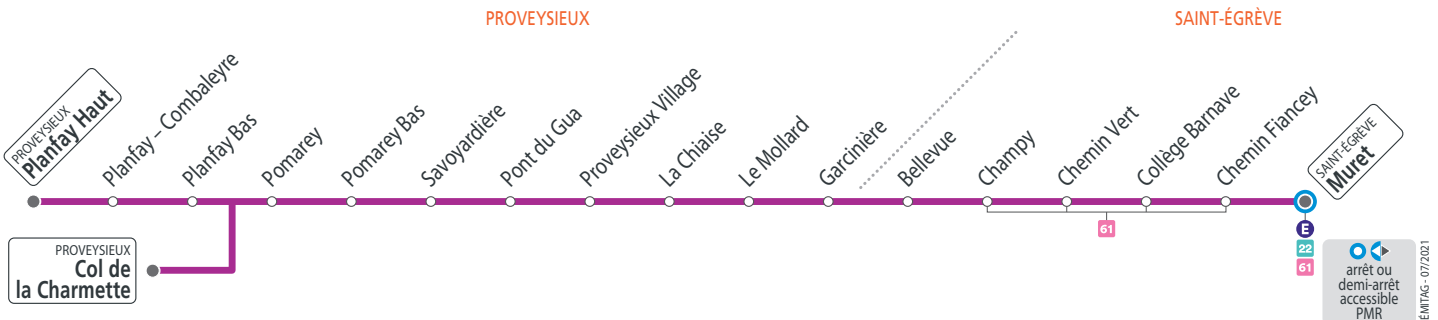 PROVEYSIEUX
SAINT-ÉGRÈVE
PROVEYSIEUX
Planfay Haut
Planfay – Combaleyre
Planfay Bas
Pomarey
Pomarey Bas
Savoyardière
Pont du Gua
Proveysieux Village
La Chiaise
Le Mollard
Garcinière
Bellevue
Champy
Chemin Vert
Collège Barnave
Chemin Fiancey
SAINT-ÉGRÈVE
Muret
61
E
22
61
PROVEYSIEUX
Col de
la Charmette
arrêt ou
demi-arrêt
accessible
PMR
ÉMITAG - 07/2021